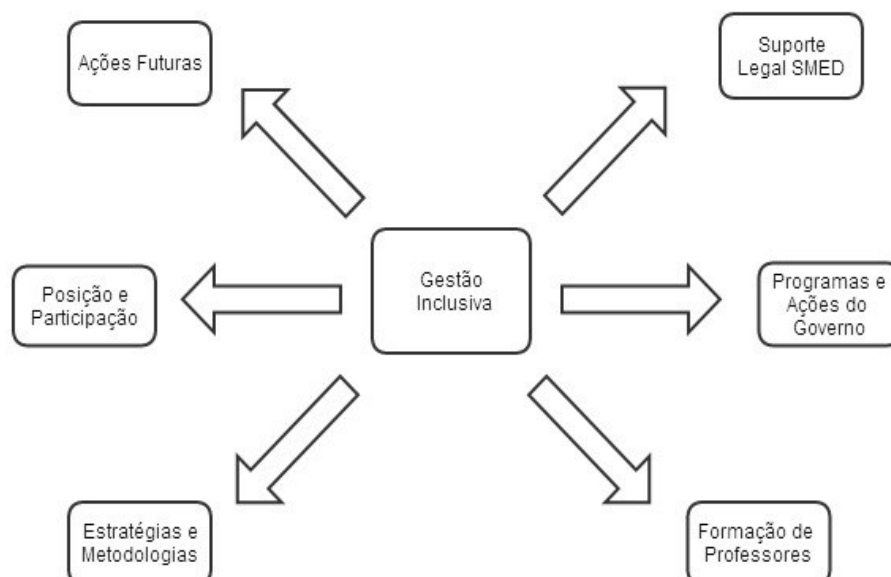 Ações Futuras
Suporte
Legal SMED
Gestão
Inclusiva
Posição e
Participação
Programas e
Ações do
Governo
Estratégias e
Metodologias
Formação de
Professores